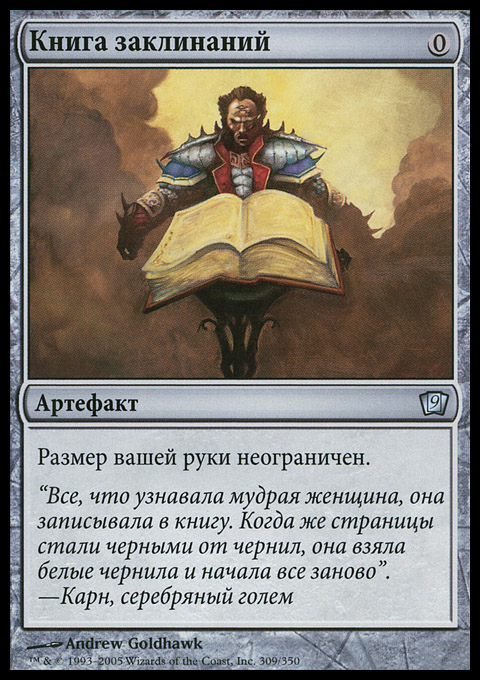 Книга заклинаний
0
Артефакт
9
Размер вашей руки неограничен.
“Все, что узнавала мудрая женщина, она
записывала в книгу. Когда же страницы
стали черными от чернил, она взяла
белые чернила и начала все заново”.
—Карн, серебряный голем
Andrew Goldhawk
™ & © 1993–2005 Wizards of the Coast, Inc. 309/350